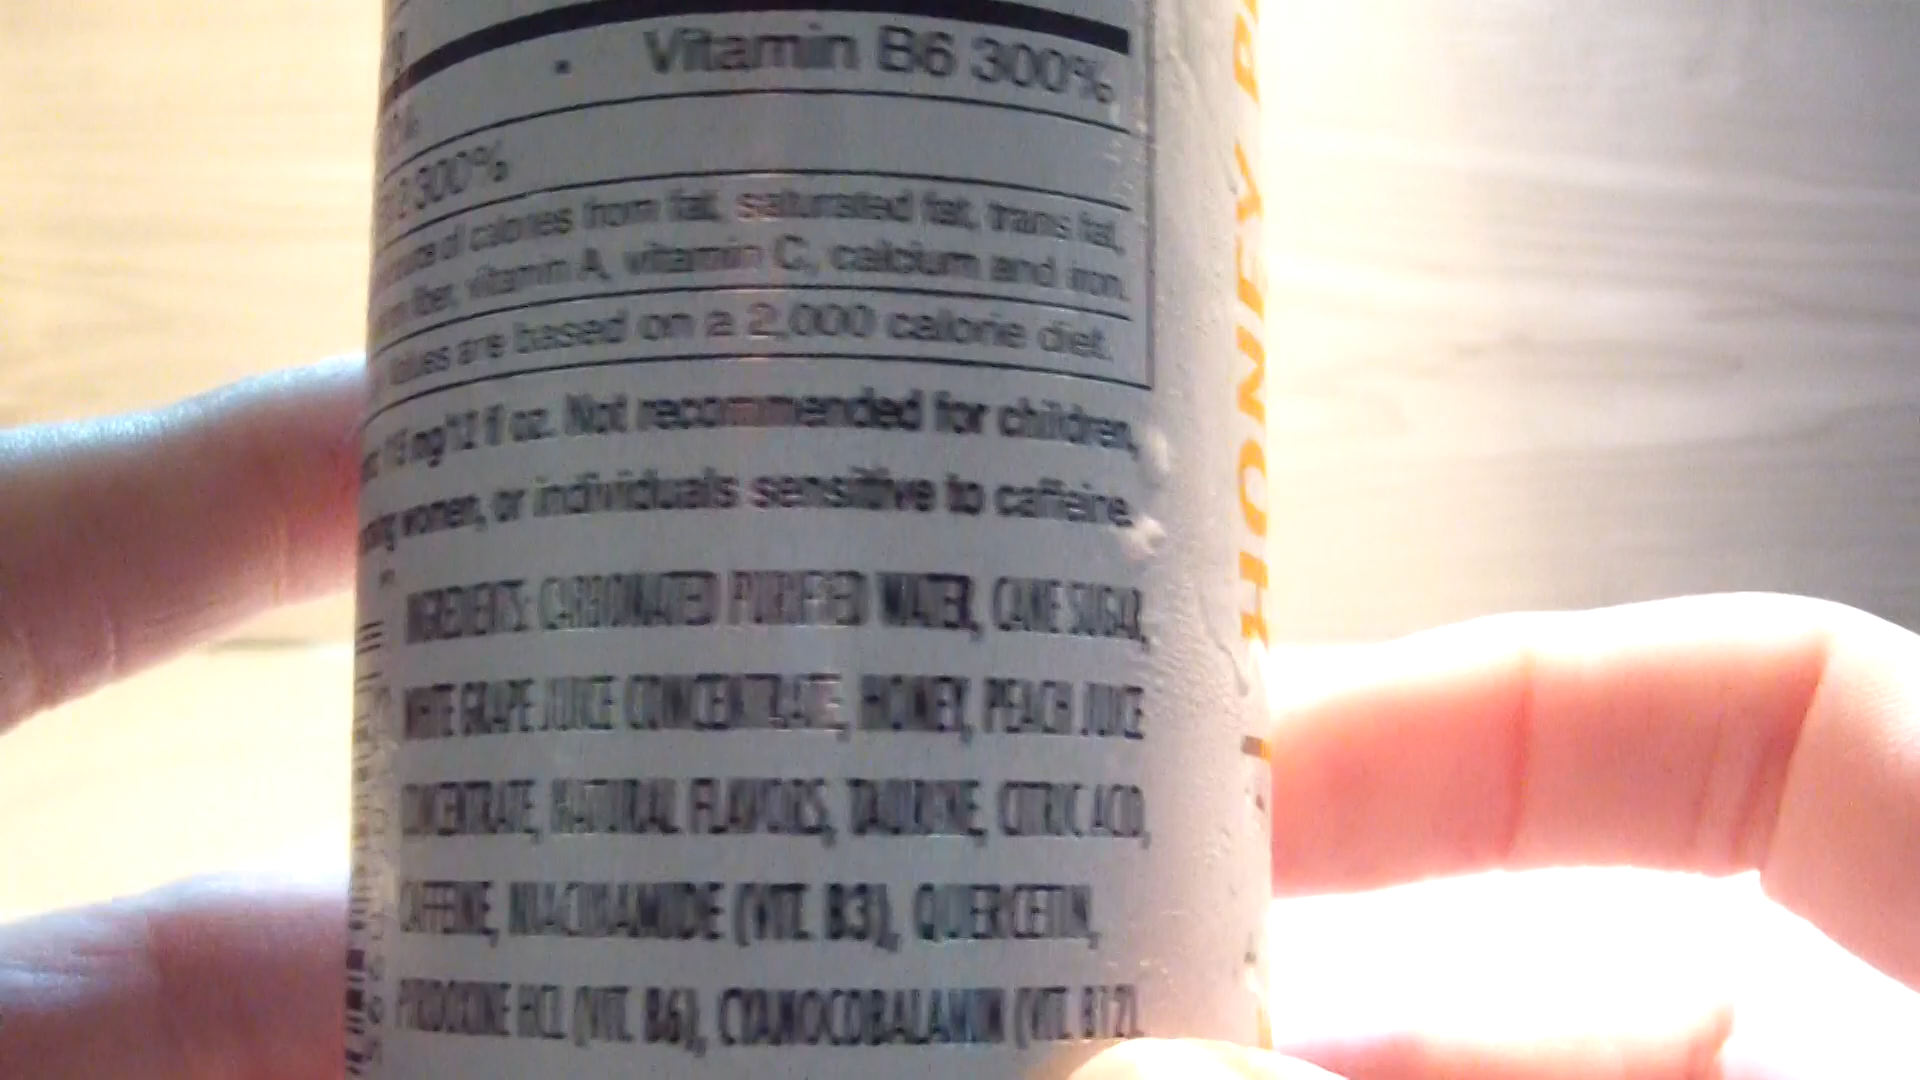 Vitamin B6 300%
300%
of calories from fat, saturated fat, trans fat,
fiber, vitamin A, vitamin C, calcium and iron.
values are based on a 2,000 calorie diet.
12 fl oz. Not recommended for children,
women, or individuals sensitive to caffeine.
INGREDIENTS: CARBONATED PURIFIED WATER, CANE SUGAR,
WHITE GRAPE JUICE CONCENTRATE, HONEY, PEACH JUICE
CONCENTRATE, NATURAL FLAVORS, TAURINE, CITRIC ACID,
CAFFEINE, NIACINAMIDE (VIT. B3), QUERCETIN,
PYRIDOXINE HCL (VIT. B6), CYANOCOBALAMIN (VIT. B12).
HONEY